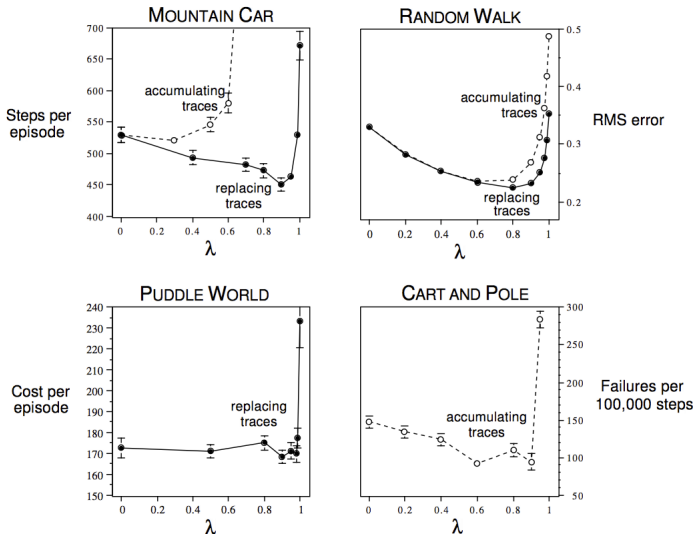 MOUNTAIN CAR
700
650
600
550
500
450
400
Steps per
episode
accumulating
traces
replacing
traces
0
0.2
0.4
0.6
0.8
1
λ
RANDOM WALK
0.5
0.4
0.3
0.2
RMS error
accumulating
traces
replacing
traces
0
0.2
0.4
0.6
0.8
1
λ
PUDDLE WORLD
240
230
220
210
200
190
180
170
160
150
Cost per
episode
replacing
traces
0
0.2
0.4
0.6
0.8
1
λ
CART AND POLE
300
250
200
150
100
50
Failures per
100,000 steps
accumulating
traces
0
0.2
0.4
0.6
0.8
1
λ